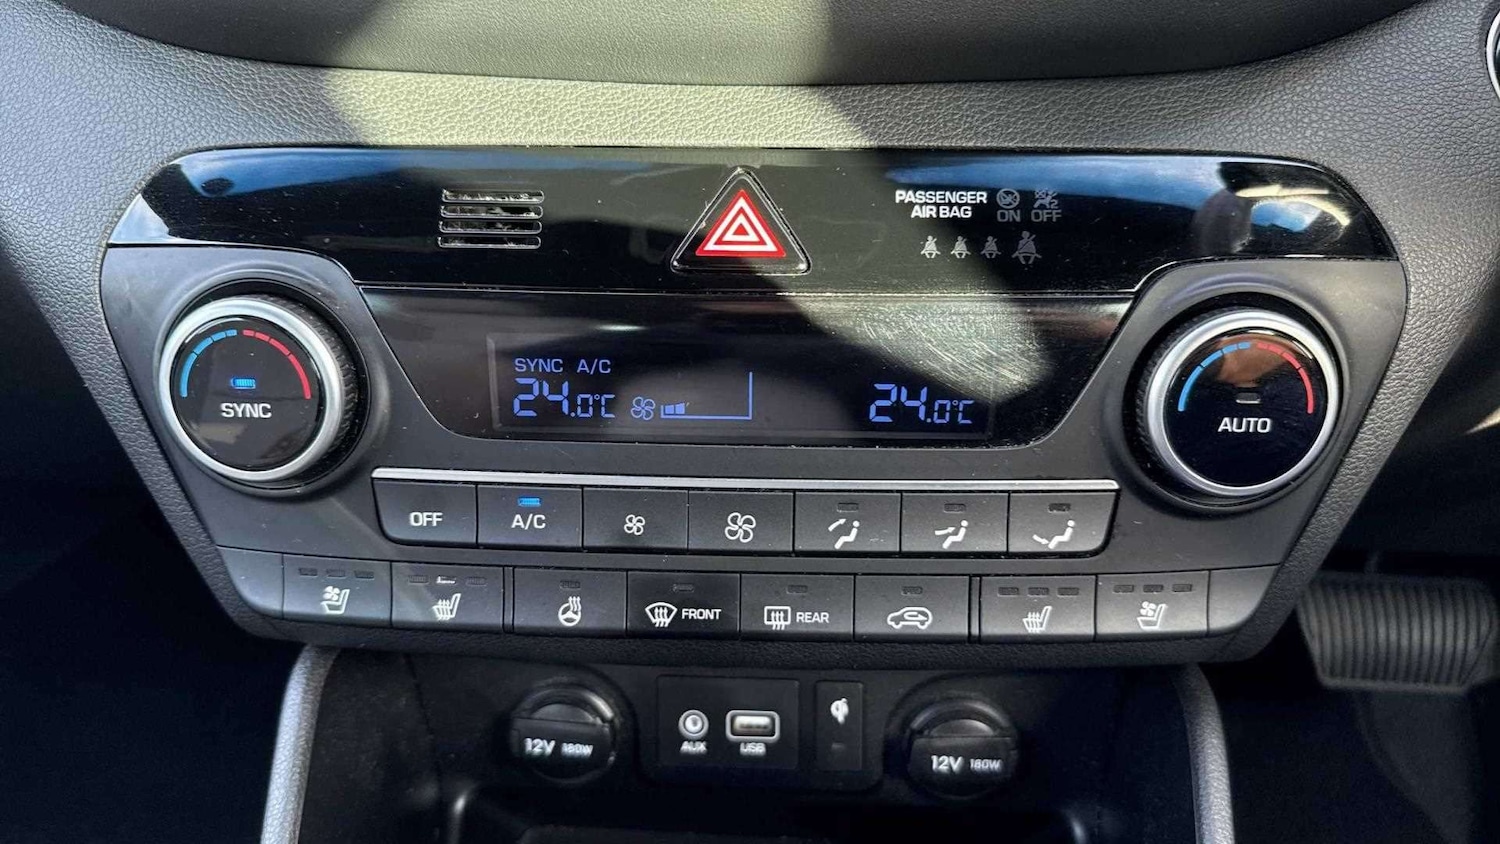 PASSENGER
AIR BAG
ON OFF
SYNC A/C
24.0°C
24.0°C
SYNC
AUTO
OFF
A/C
FRONT
REAR
12V 180W
AUX
USB
12V 180W